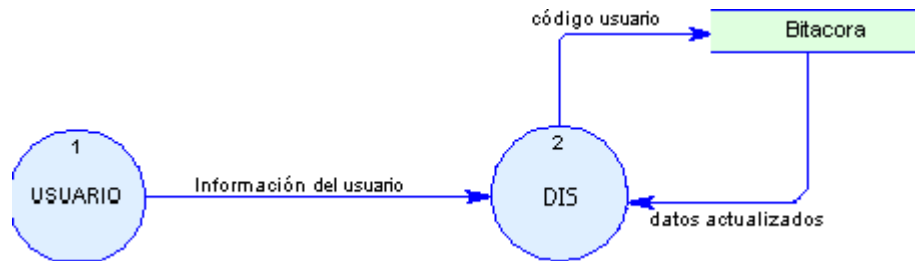 código usuario
Bitacora
1
USUARIO
Información del usuario
2
DIS
datos actualizados